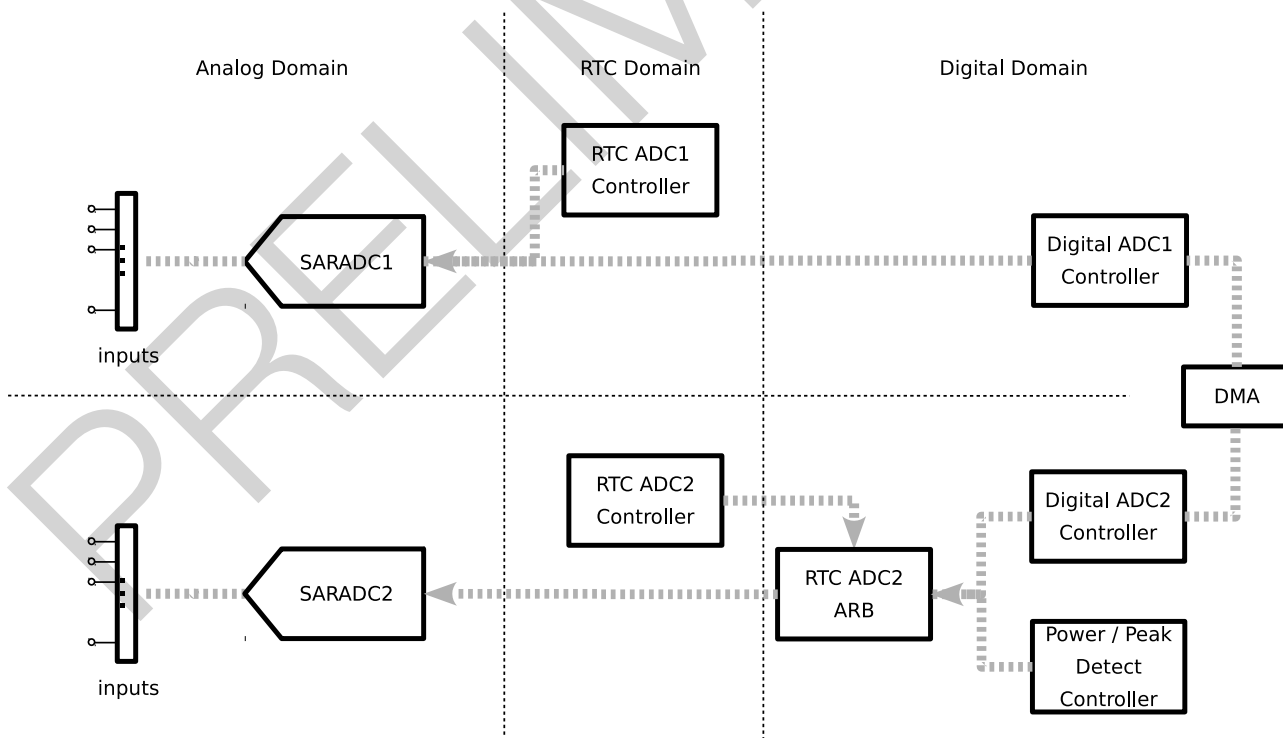 Analog Domain
RTC Domain
Digital Domain
RTC ADC1
Controller
SARADC1
Digital ADC1
Controller
inputs
DMA
RTC ADC2
Controller
Digital ADC2
Controller
SARADC2
RTC ADC2
ARB
Power / Peak
Detect
Controller
inputs
PRELIM